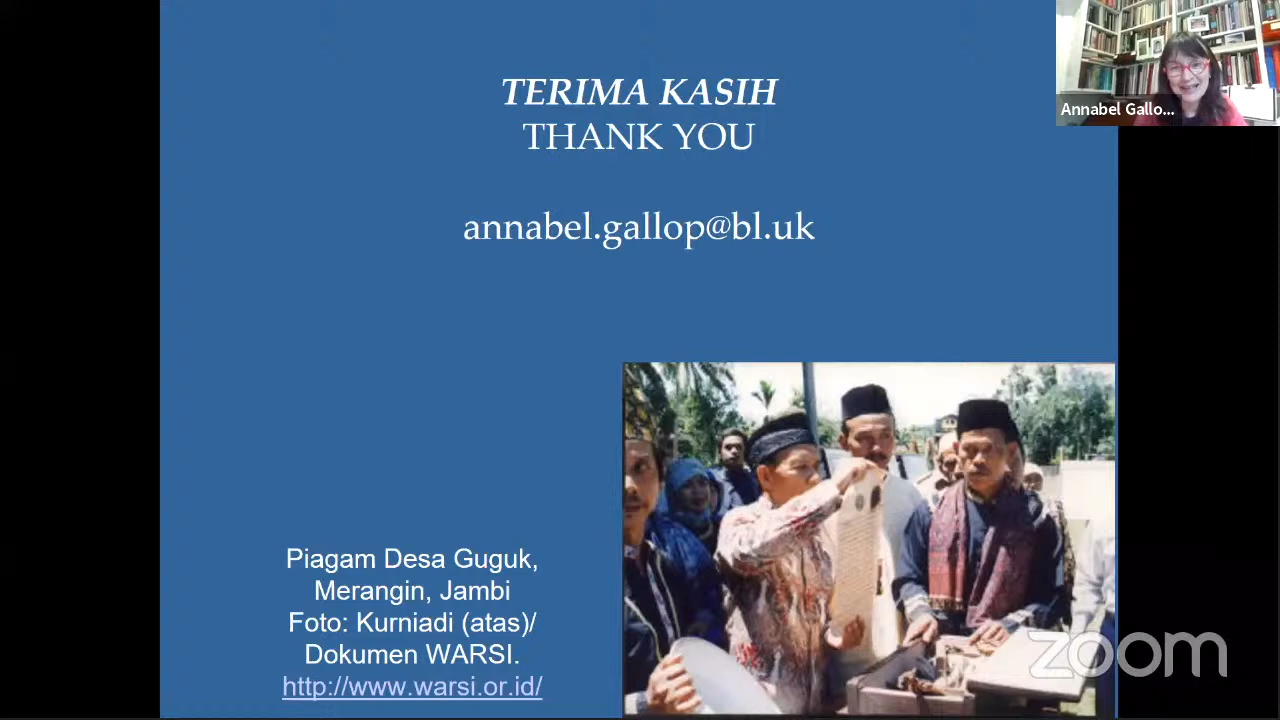 TERIMA KASIH
THANK YOU
annabel.gallop@bl.uk
Annabel Gallo...
Piagam Desa Guguk,
Merangin, Jambi
Foto: Kurniadi (atas)/
Dokumen WARSI.
http://www.warsi.or.id/
zoom